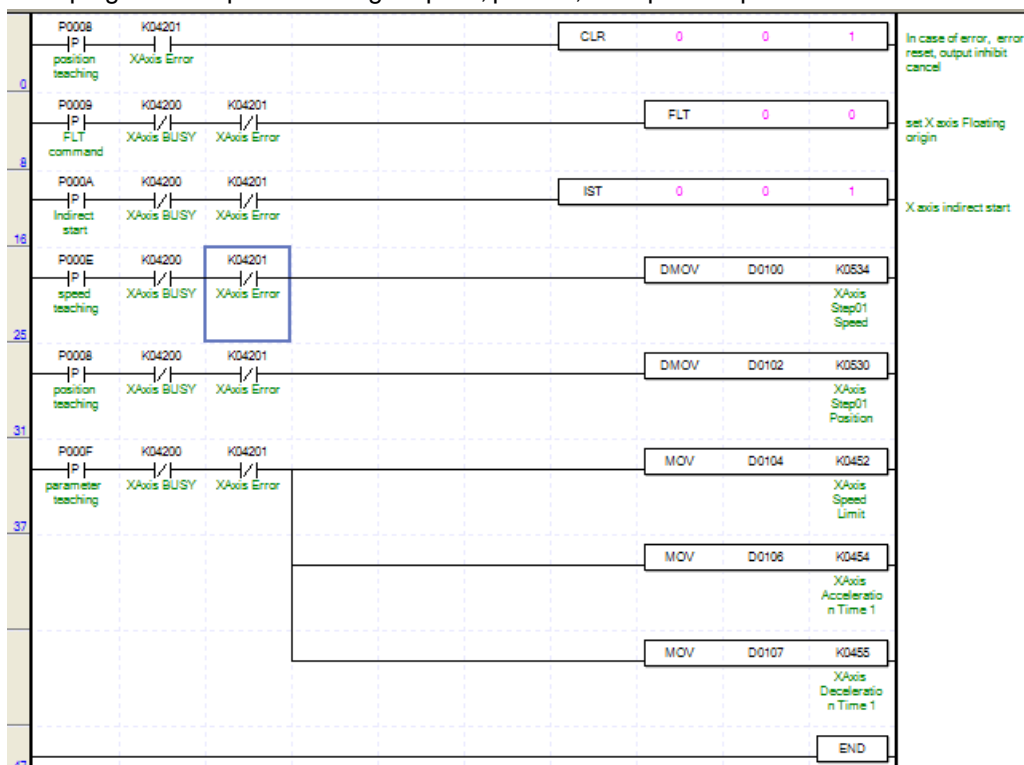 P0008 K04201
P CLR 0 0 1
position teaching XAxis Error
In case of error, error reset, output inhibit cancel
0
P0009 K04200 K04201
P FLT 0 0
FLT command XAxis BUSY XAxis Error
set X axis Floating origin
8
P000A K04200 K04201
P IST 0 0 1
Indirect start XAxis BUSY XAxis Error
X axis indirect start
16
P000E K04200 K04201
P DMOV D0100 K0534
speed teaching XAxis BUSY XAxis Error XAxis Step01 Speed
25
P0008 K04200 K04201
P DMOV D0102 K0530
position teaching XAxis BUSY XAxis Error XAxis Step01 Position
31
P000F K04200 K04201
P MOV D0104 K0452
parameter teaching XAxis BUSY XAxis Error XAxis Speed Limit
37
MOV D0106 K0454
XAxis Acceleratio n Time 1
MOV D0107 K0455
XAxis Deceleratio n Time 1
END